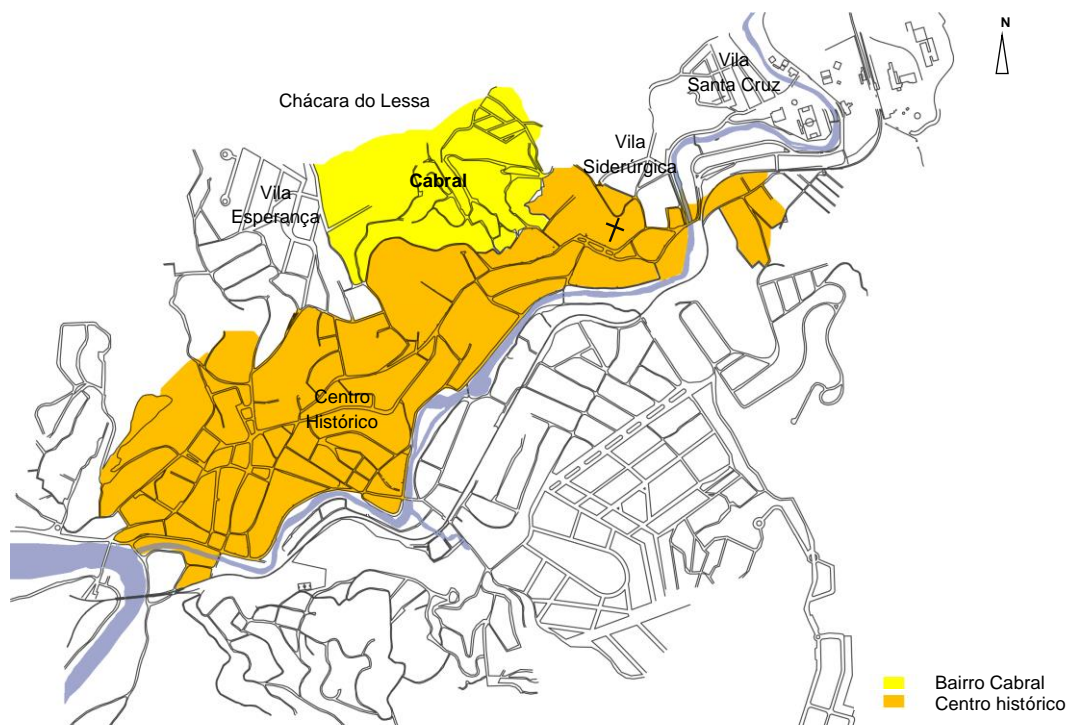 N
Vila
Santa Cruz
Chácara do Lessa
Vila
Siderúrgica
Cabral
Vila
Esperança
Centro
Histórico
Bairro Cabral
Centro histórico